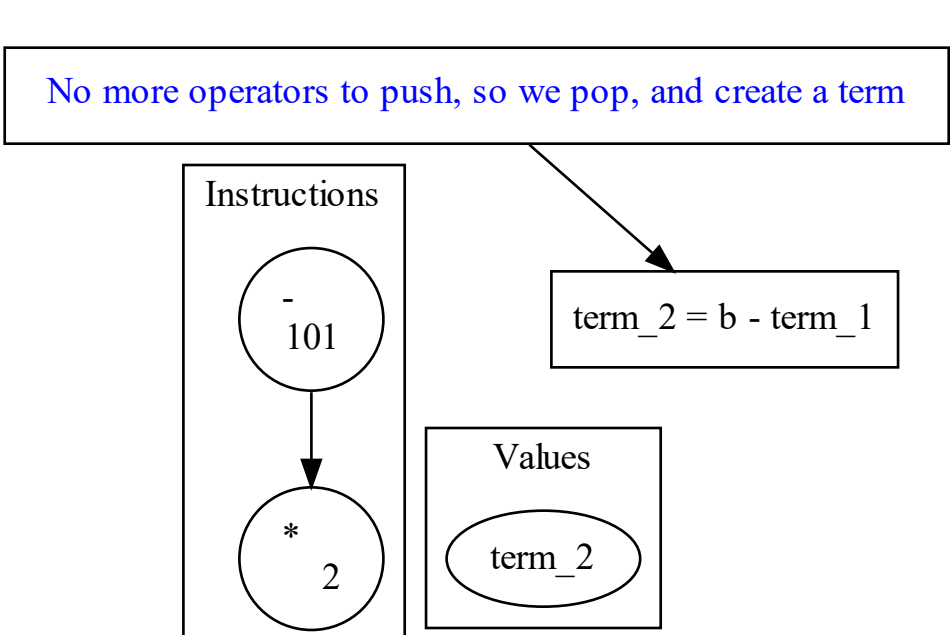 No more operators to push, so we pop, and create a term
Instructions
-
101
term_2 = b - term_1
Values
*
2
term_2